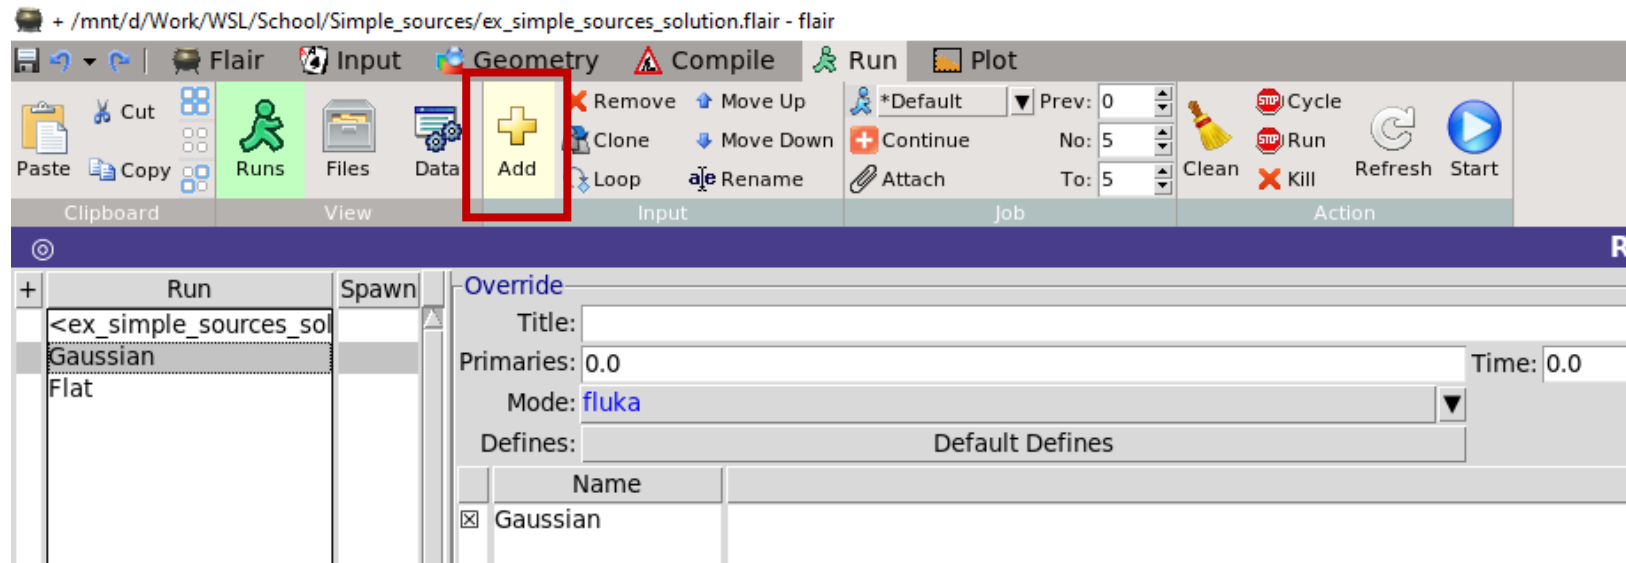 + /mnt/d/Work/WSL/School/Simple_sources/ex_simple_sources_solution.flair - flair
Flair Input Geometry Compile Run Plot
Cut Remove Move Up *Default Prev: 0 STOP Cycle
Clone Move Down Continue No: 5 STOP Run
Paste Copy Runs Files Data Add Loop a|e Rename Attach To: 5 Clean Kill Refresh Start
Clipboard View Input Job Action
R
+ Run Spawn Override
<ex_simple_sources_sol Title:
Gaussian Primaries: 0.0 Time: 0.0
Flat Mode: fluka
Defines: Default Defines
Name
Gaussian